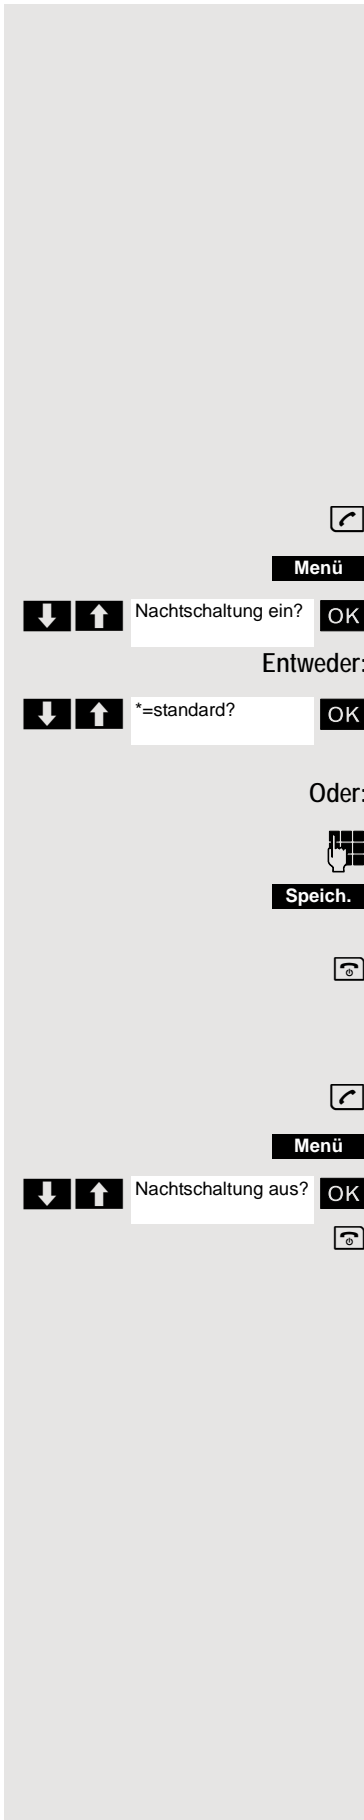 Menü
Nachtschaltung ein? OK
Entweder:
*=standard? OK
Oder:
Speich.
Menü
Nachtschaltung aus? OK